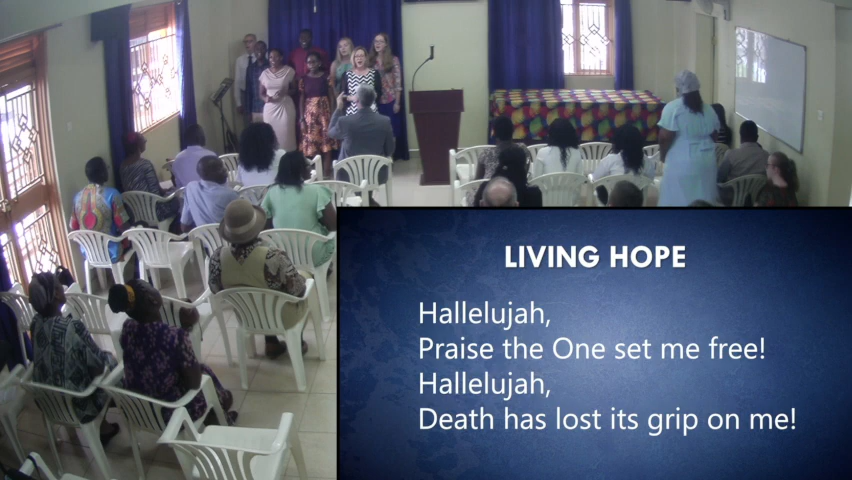 LIVING HOPE
Hallelujah,
Praise the One set me free!
Hallelujah,
Death has lost its grip on me!